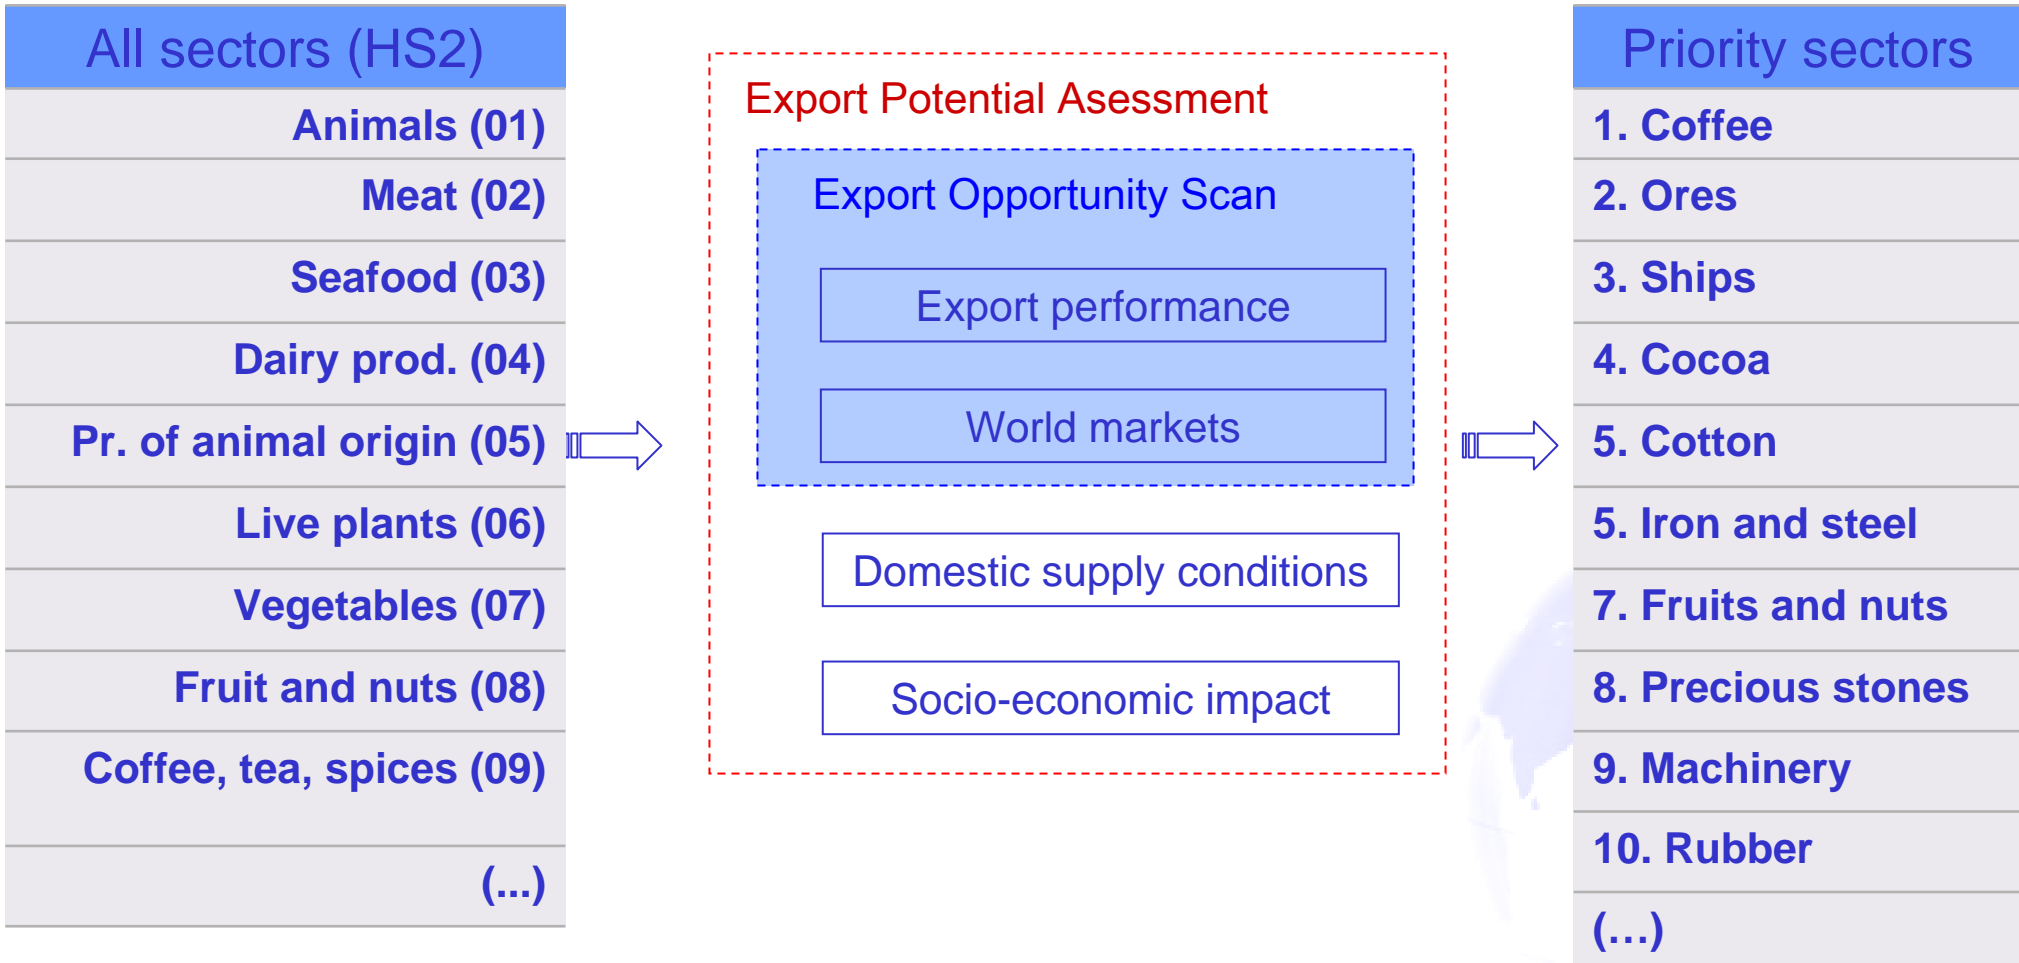 All sectors (HS2)
Animals (01)
Meat (02)
Seafood (03)
Dairy prod. (04)
Pr. of animal origin (05)
Live plants (06)
Vegetables (07)
Fruit and nuts (08)
Coffee, tea, spices (09)
(...)
Export Potential Asessment
Export Opportunity Scan
Export performance
World markets
Domestic supply conditions
Socio-economic impact
Priority sectors
1. Coffee
2. Ores
3. Ships
4. Cocoa
5. Cotton
5. Iron and steel
7. Fruits and nuts
8. Precious stones
9. Machinery
10. Rubber
(…)